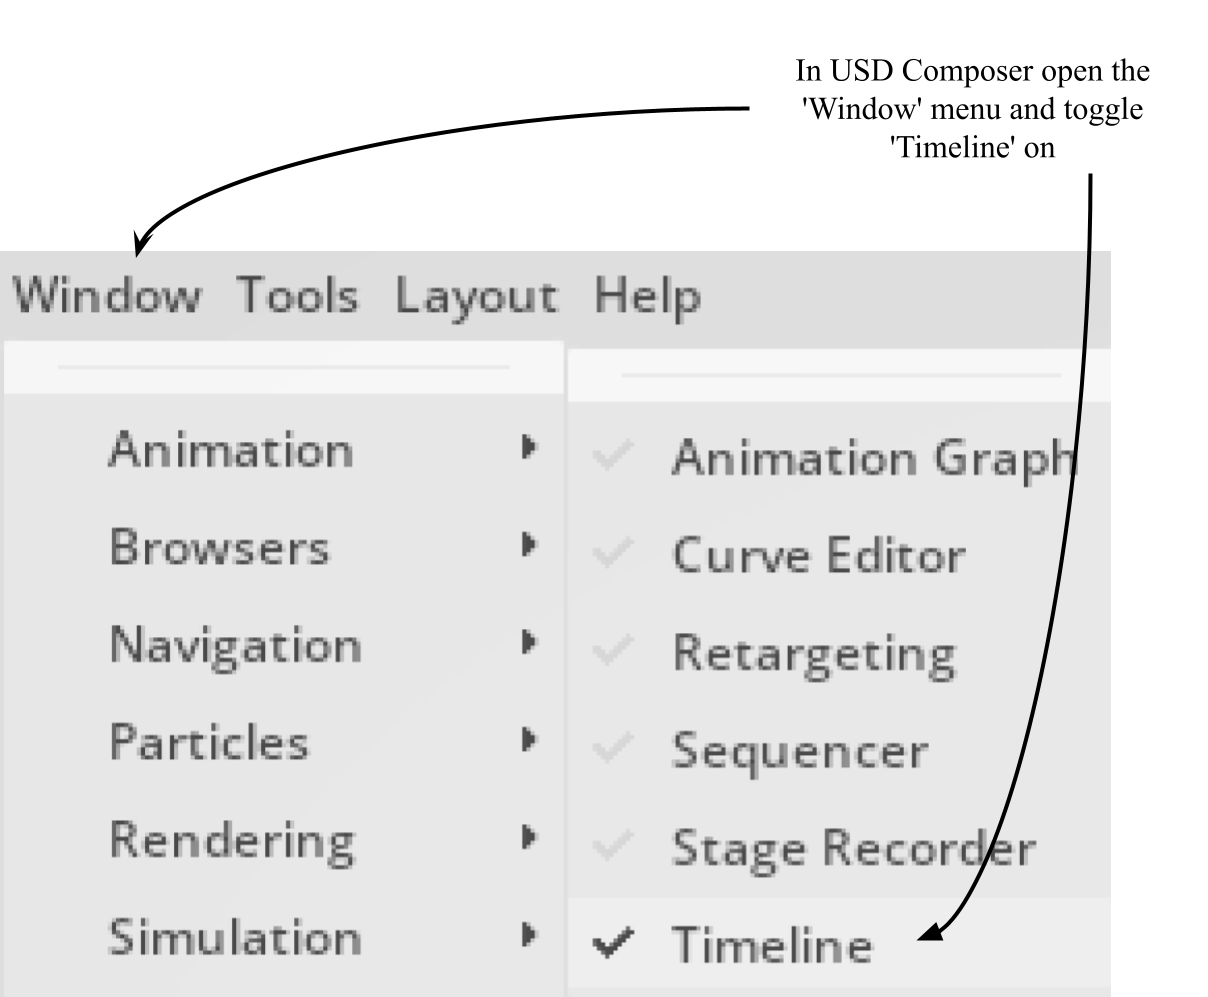 In USD Composer open the
'Window' menu and toggle
'Timeline' on
Window Tools Layout Help
Animation
Browsers
Navigation
Particles
Rendering
Simulation
Animation Graph
Curve Editor
Retargeting
Sequencer
Stage Recorder
Timeline